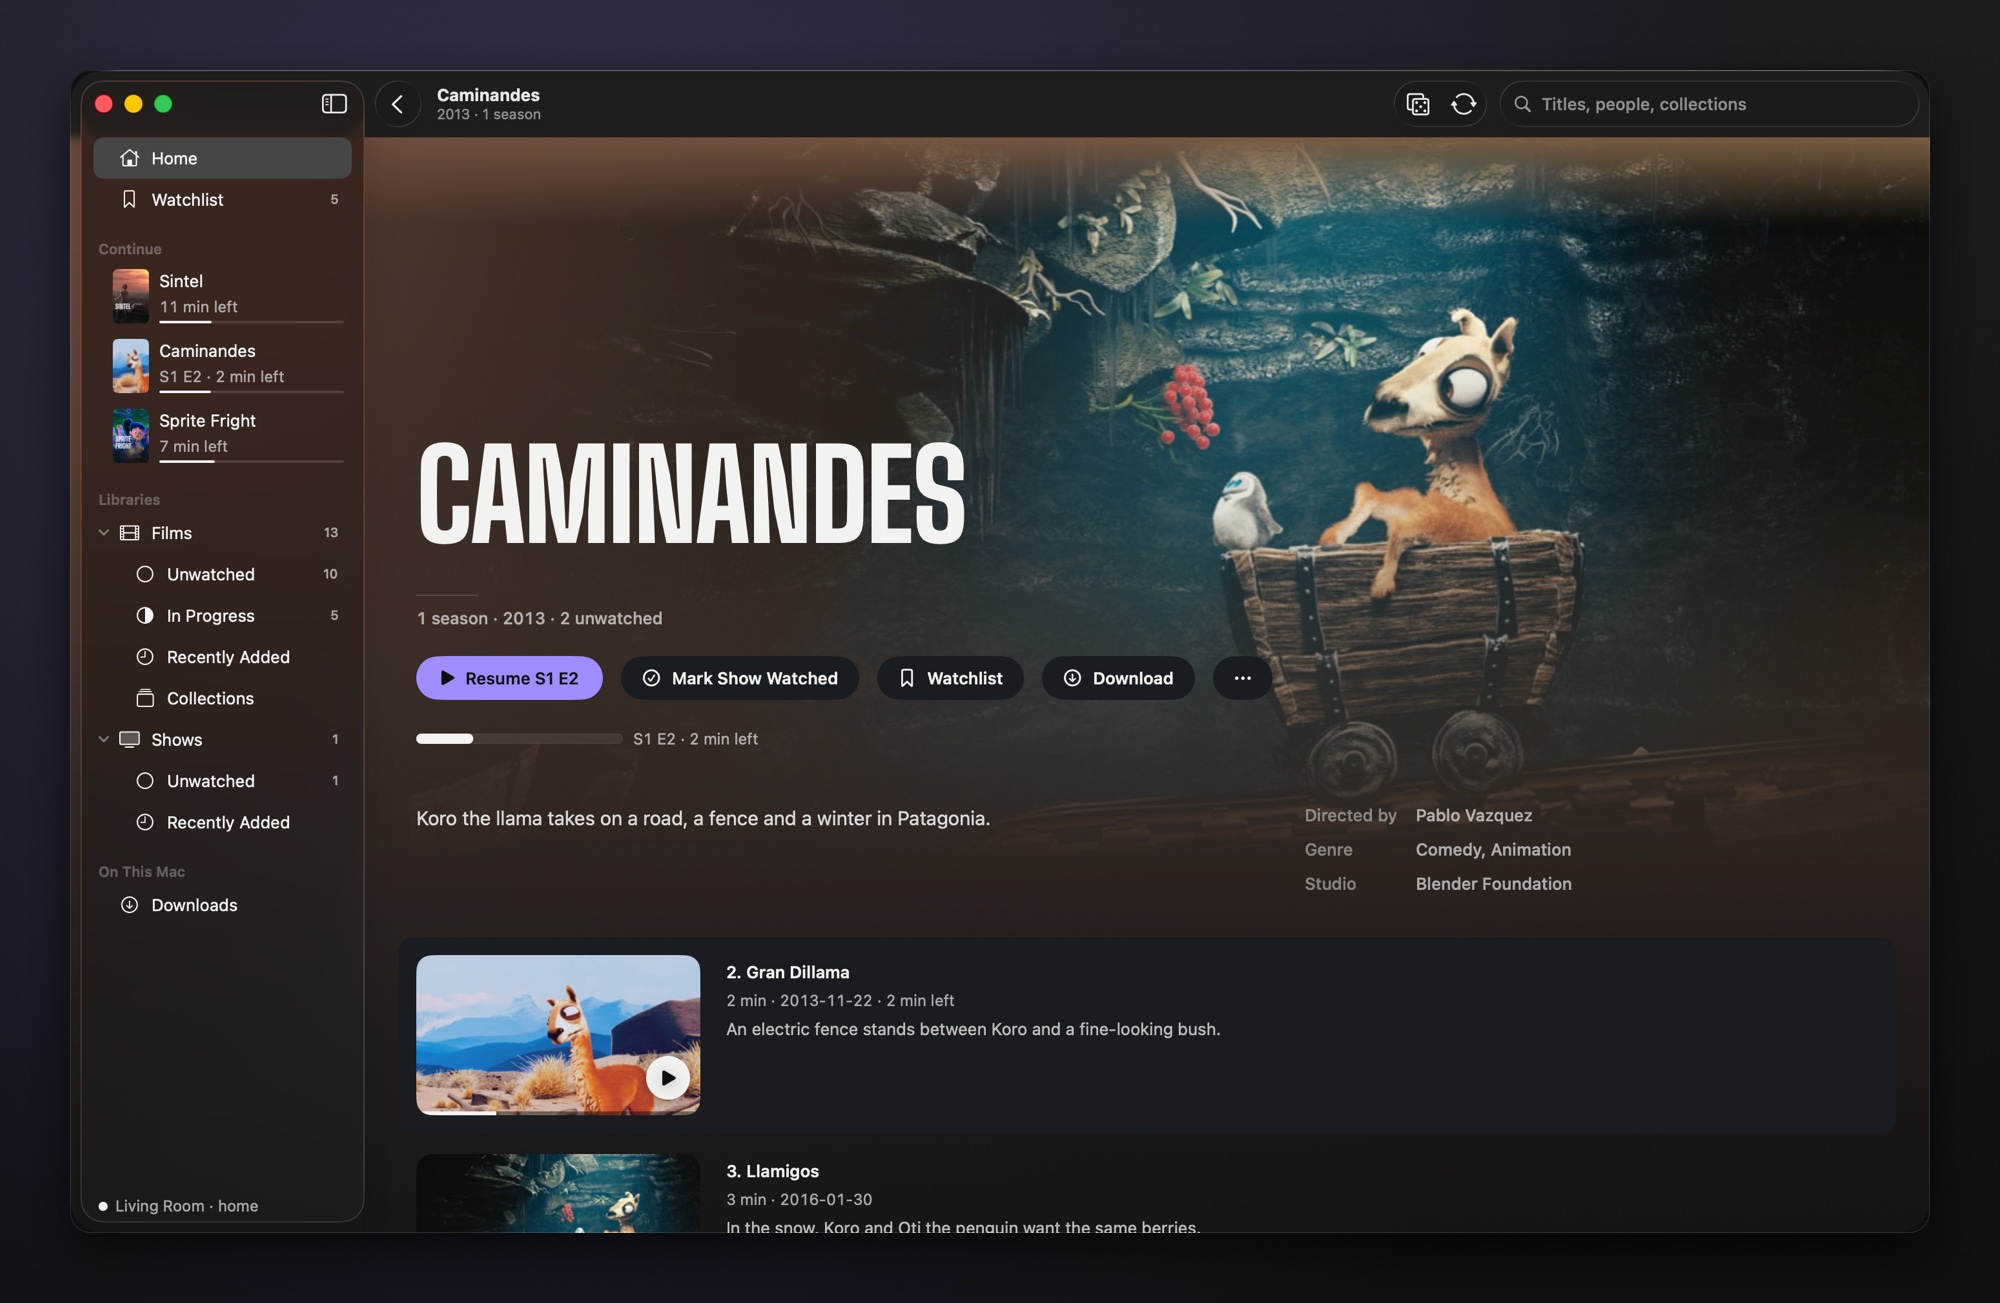 Caminandes
2013 · 1 season
Titles, people, collections
Home
Watchlist 5
Continue
Sintel
11 min left
SINTEL
Caminandes
S1 E2 · 2 min left
Sprite Fright
7 min left
SPRITE FRIGHT
Libraries
Films 13
Unwatched 10
In Progress 5
Recently Added
Collections
Shows 1
Unwatched 1
Recently Added
On This Mac
Downloads
Living Room · home
CAMINANDES
1 season · 2013 · 2 unwatched
Resume S1 E2
Mark Show Watched
Watchlist
Download
S1 E2 · 2 min left
Koro the llama takes on a road, a fence and a winter in Patagonia.
Directed by Pablo Vazquez
Genre Comedy, Animation
Studio Blender Foundation
2. Gran Dillama
2 min · 2013-11-22 · 2 min left
An electric fence stands between Koro and a fine-looking bush.
3. Llamigos
3 min · 2016-01-30
In the snow, Koro and Oti the penguin want the same berries.